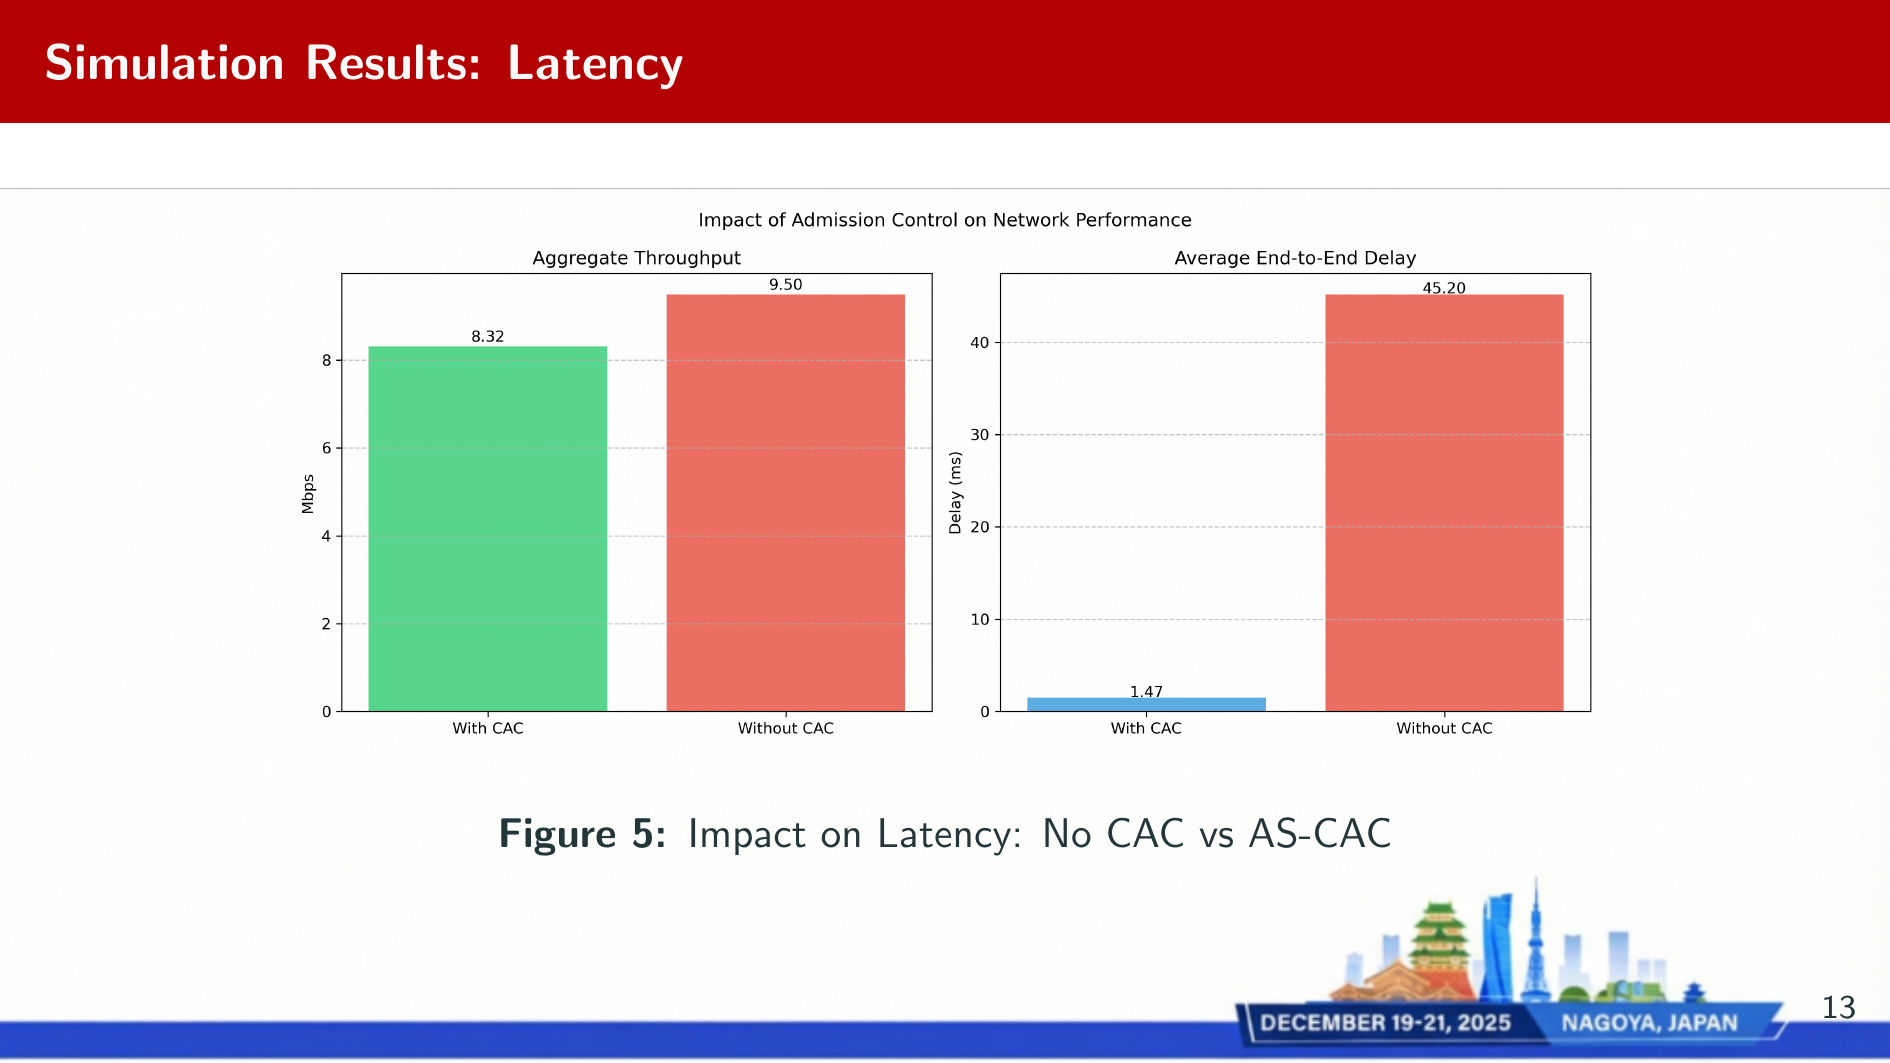 Simulation Results: Latency
Impact of Admission Control on Network Performance
Aggregate Throughput
Mbps
8
6
4
2
0
8.32
9.50
With CAC
Without CAC
Average End-to-End Delay
Delay (ms)
40
30
20
10
0
1.47
45.20
With CAC
Without CAC
Figure 5: Impact on Latency: No CAC vs AS-CAC
DECEMBER 19-21, 2025
NAGOYA, JAPAN
13